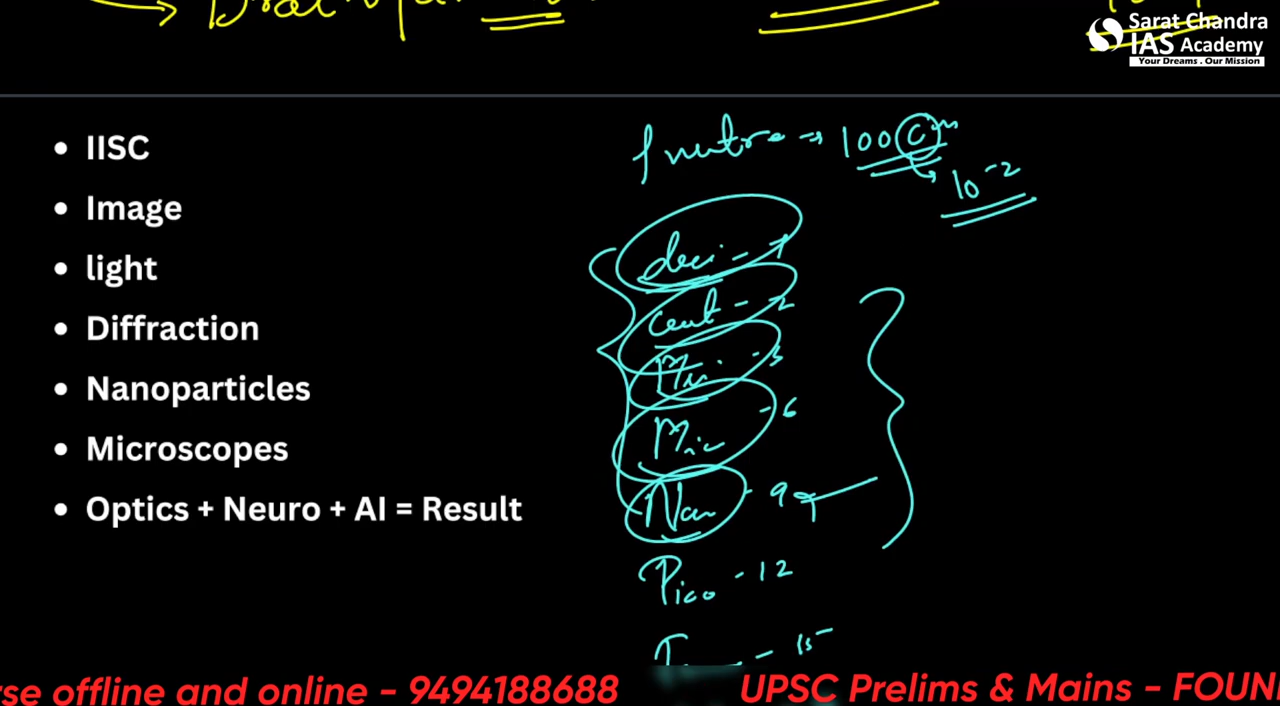 Sarat Chandra
IAS Academy
Your Dreams . Our Mission
IISC
Image
light
Diffraction
Nanoparticles
Microscopes
Optics + Neuro + AI = Result
1 metre → 100 cm
10⁻²
deci - 1
cent - 2
- 3
Mic - 6
Nan - 9
Pico - 12
- 15
rse offline and online - 9494188688
UPSC Prelims & Mains - FOUN